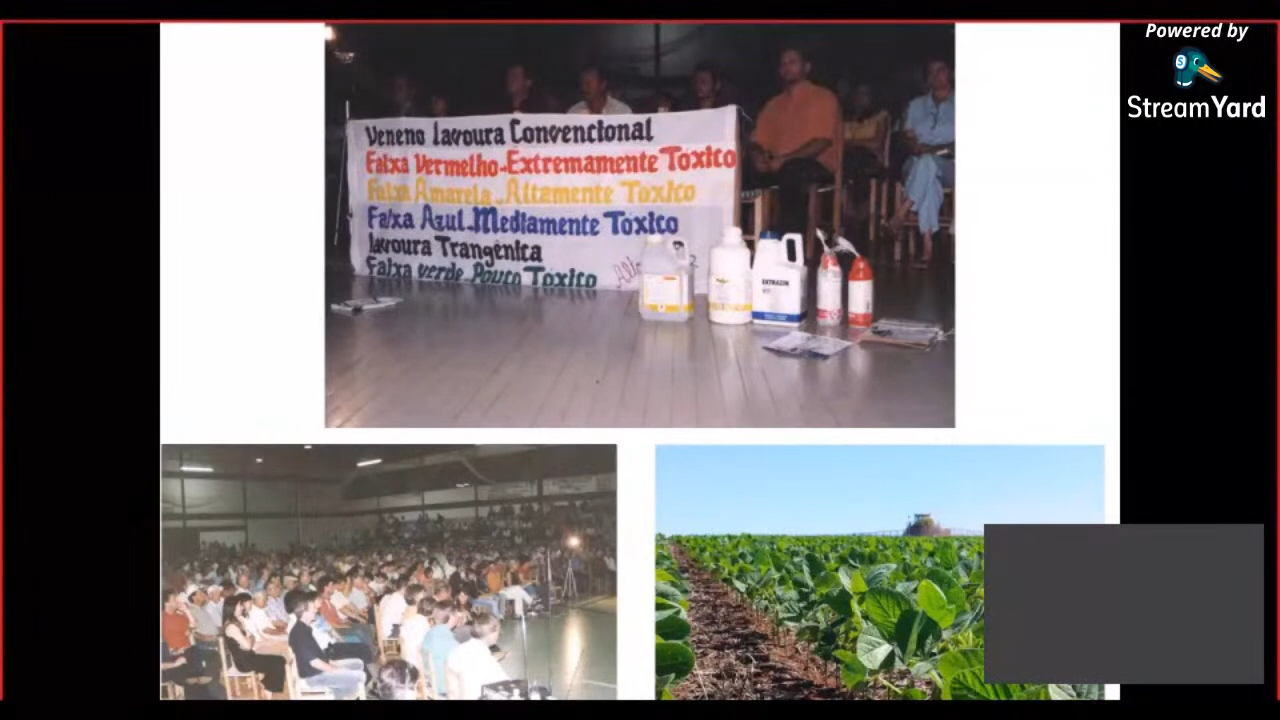 Powered by
StreamYard
Veneno lavoura Convencional
Faixa Vermelho-Extremamente Tóxico
Faixa Amarela-Altamente Tóxico
Faixa Azul-Mediamente Tóxico
lavoura Trangênica
Faixa verde Pouco Tóxico
EXTRAZIN